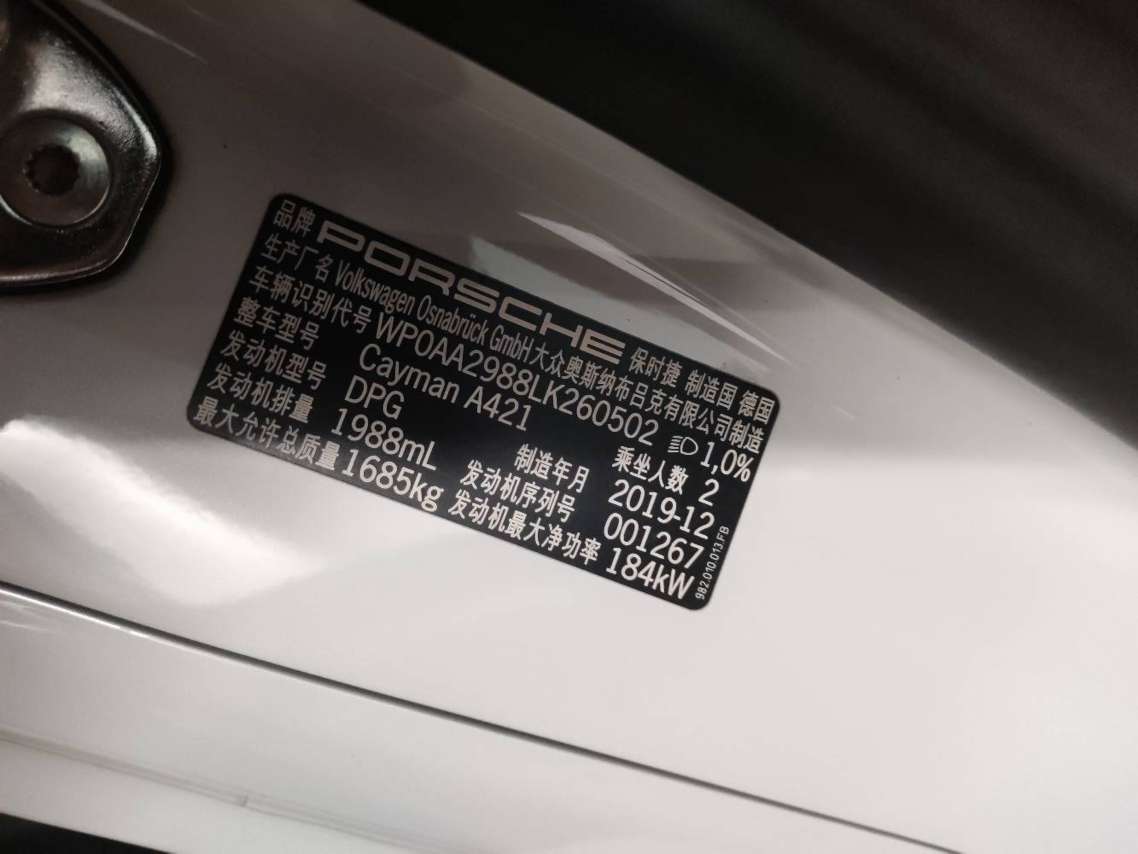 品牌 PORSCHE 保时捷 制造国 德国
生产厂名 Volkswagen Osnabrück GmbH 大众奥斯纳布吕克有限公司制造
车辆识别代号 WP0AA2988LK260502 1,0%
整车型号 Cayman A421 乘坐人数 2
发动机型号 DPG 制造年月 2019-12
发动机排量 1988mL 发动机序列号 001267
最大允许总质量 1685kg 发动机最大净功率 184kW
982.010.013.FB